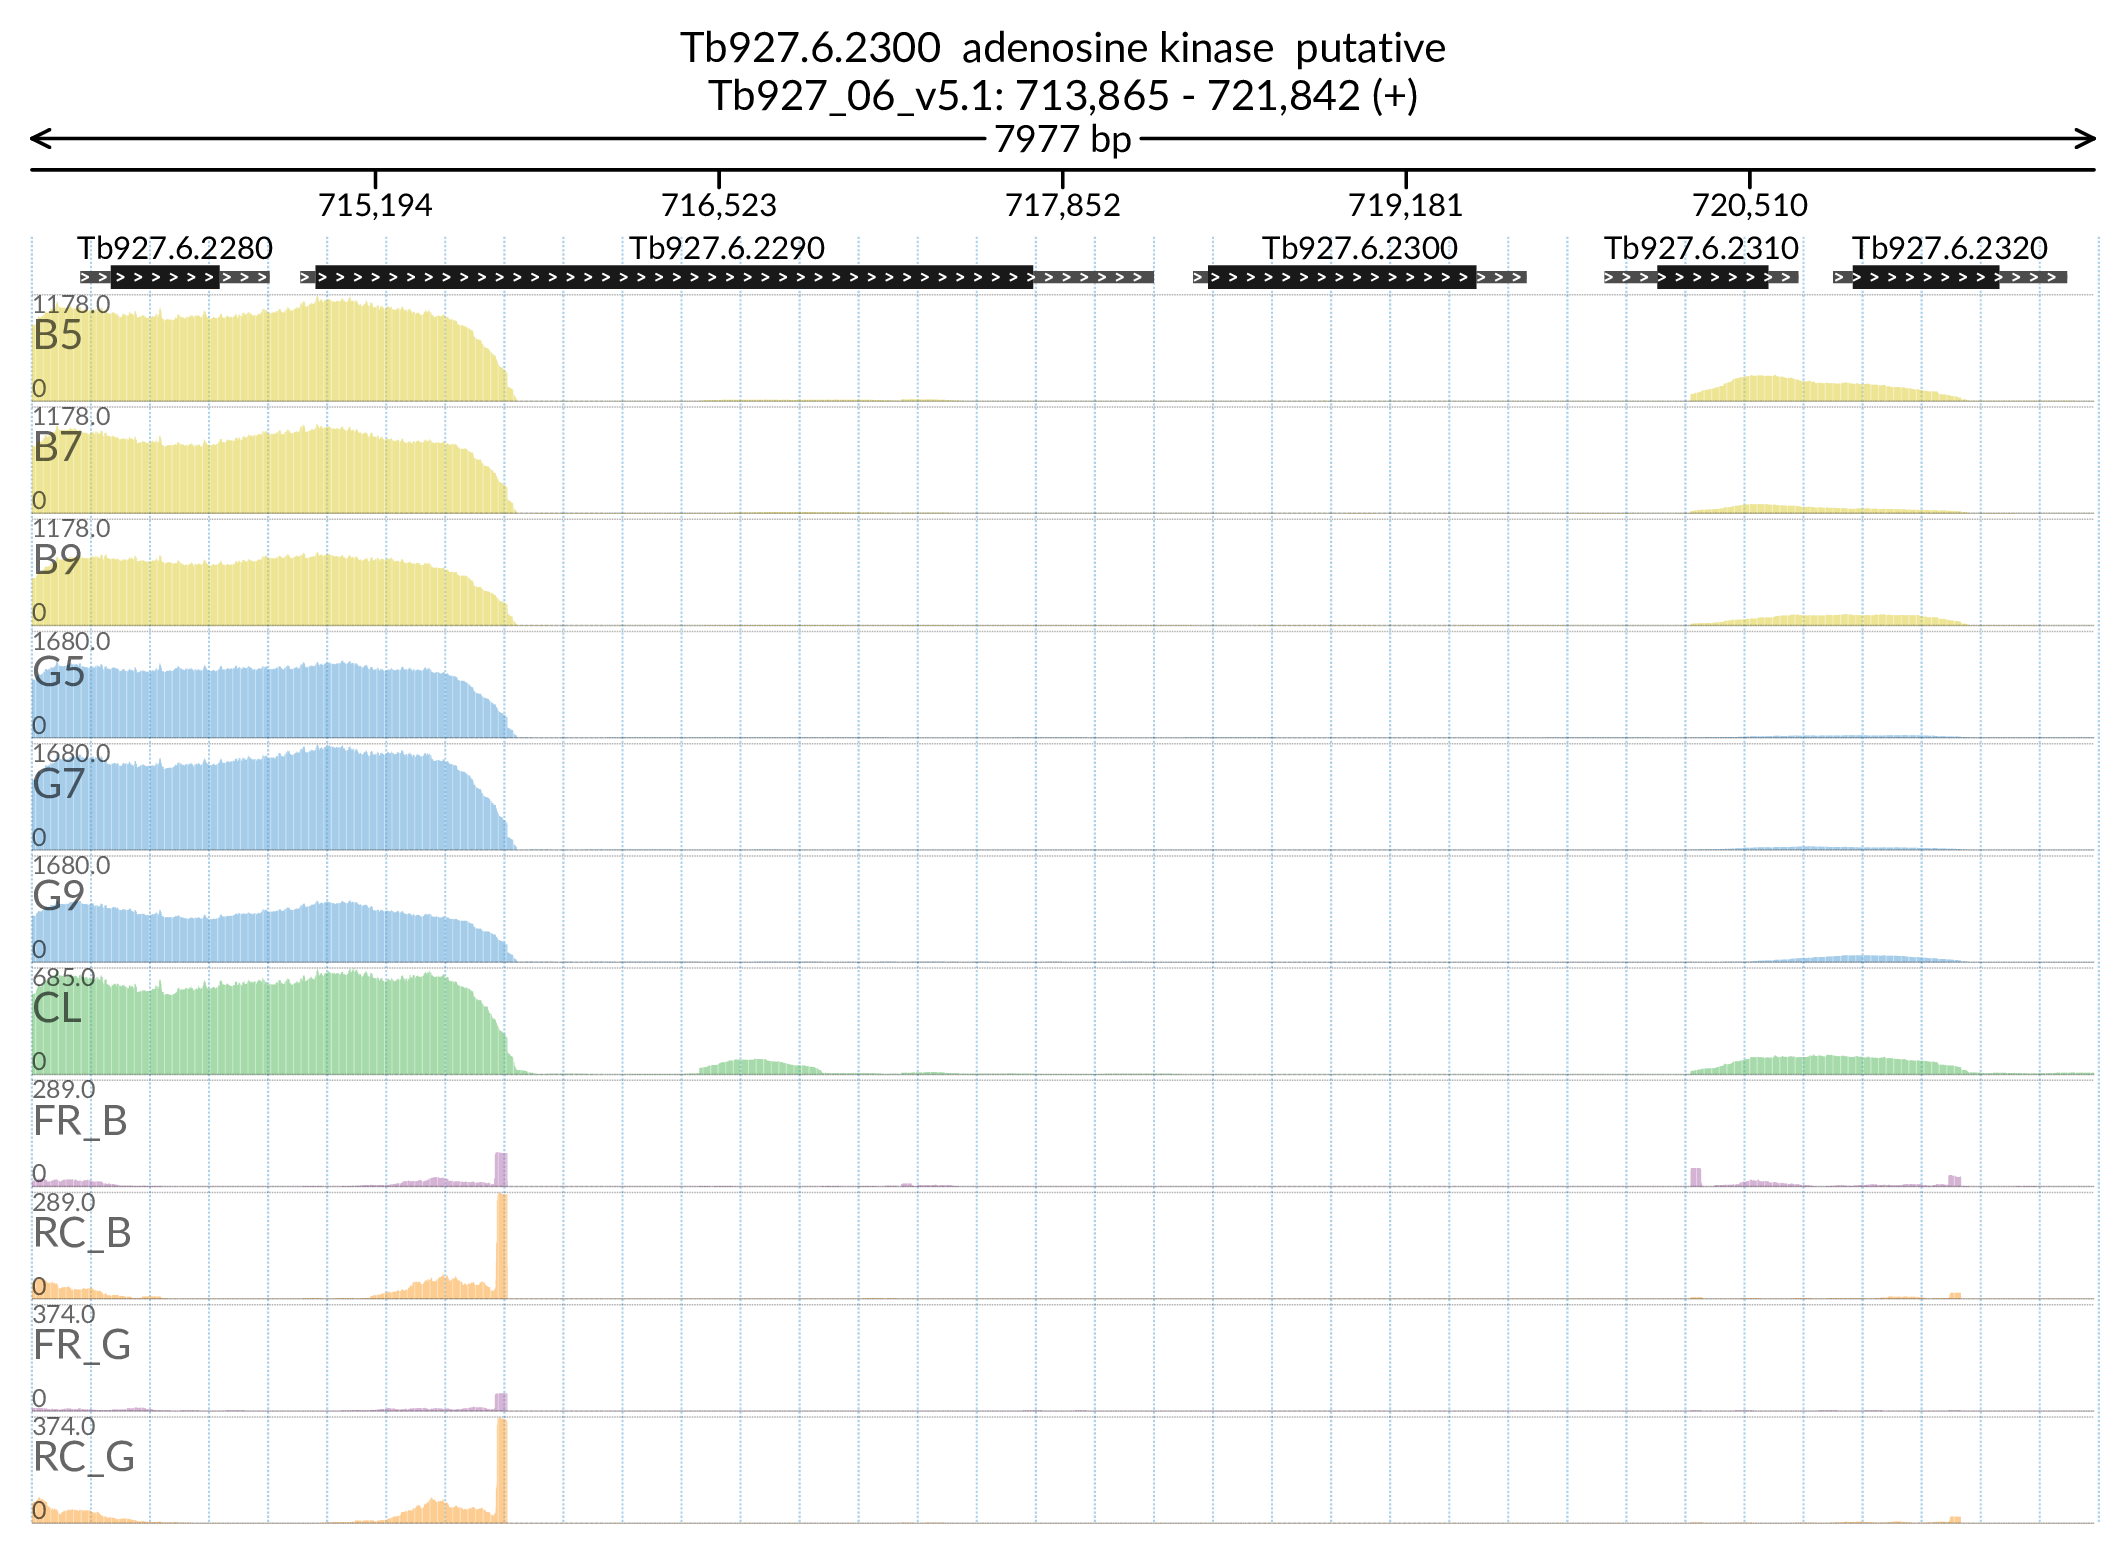 Tb927.6.2300 adenosine kinase putative
Tb927_06_v5.1: 713,865 - 721,842 (+)
7977 bp
715,194 716,523 717,852 719,181 720,510
Tb927.6.2280 Tb927.6.2290 Tb927.6.2300 Tb927.6.2310 Tb927.6.2320
1178.0
B5
0
1178.0
B7
0
1178.0
B9
0
1680.0
G5
0
1680.0
G7
0
1680.0
G9
0
685.0
CL
0
289.0
FR_B
0
289.0
RC_B
0
374.0
FR_G
0
374.0
RC_G
0